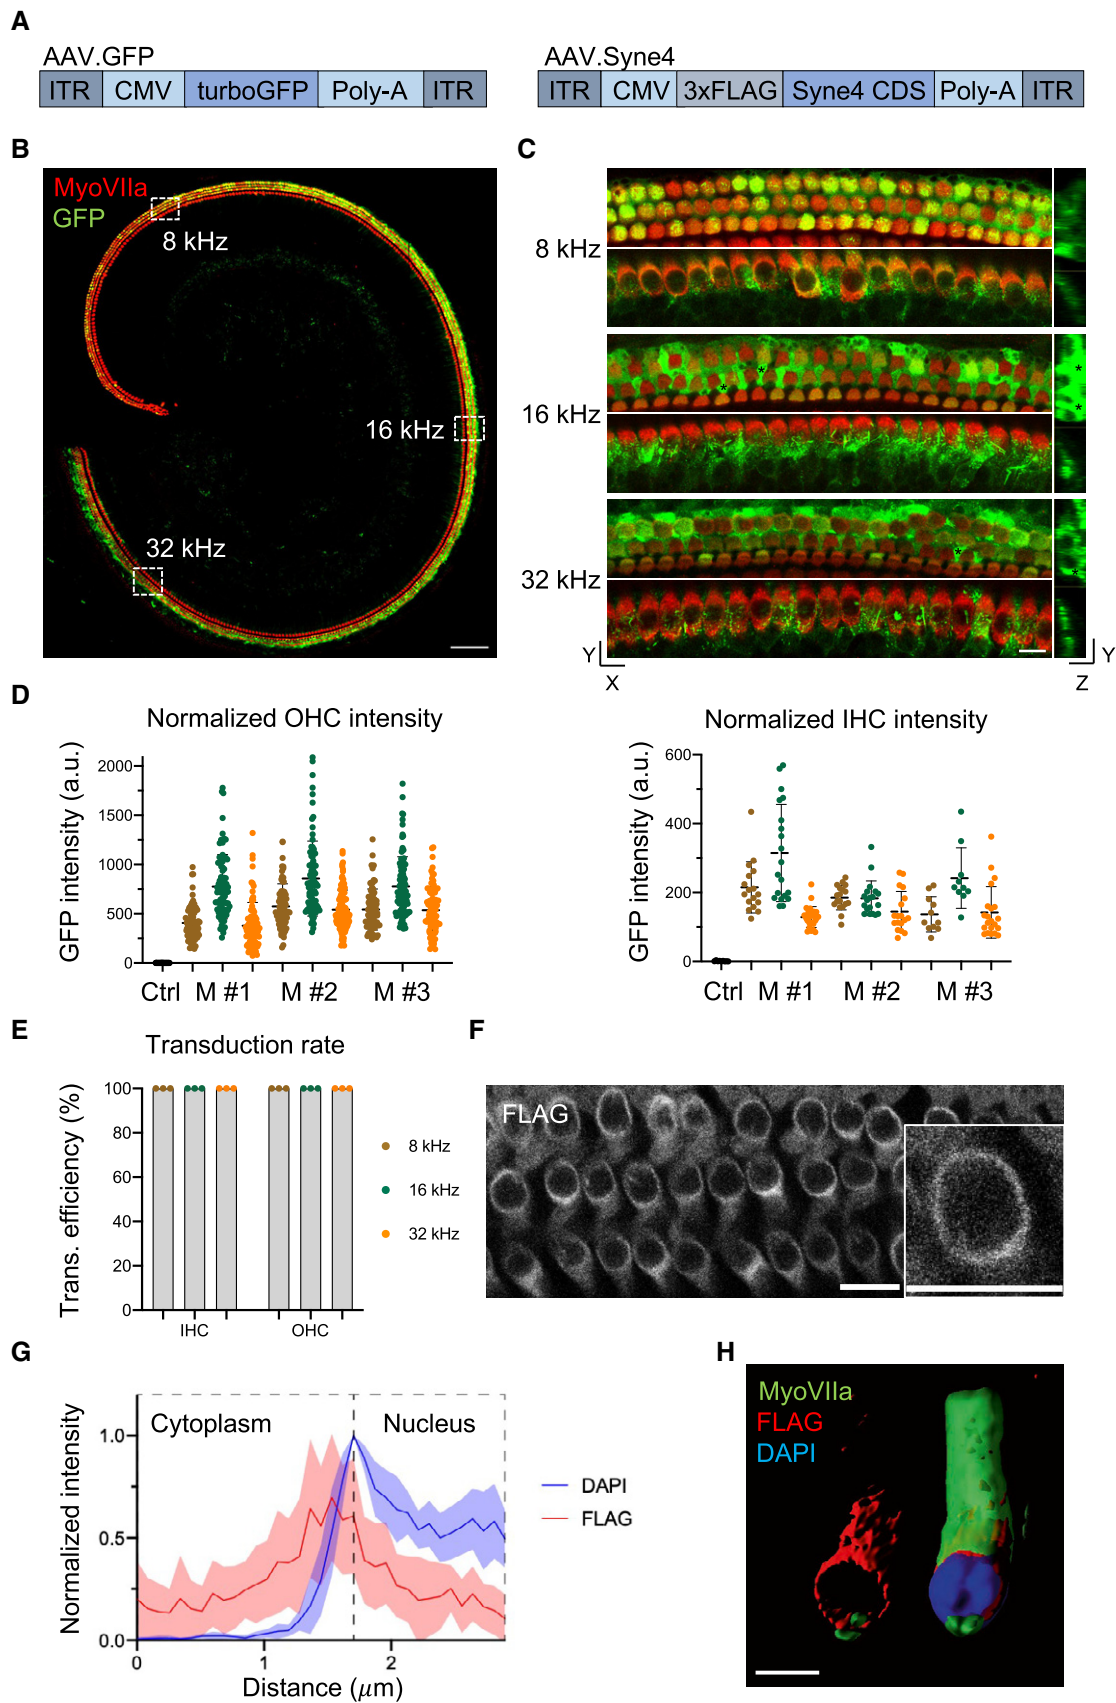 A
AAV.GFP
ITR CMV turboGFP Poly-A ITR
AAV.Syne4
ITR CMV 3xFLAG Syne4 CDS Poly-A ITR
B
MyoVIIa
GFP
8 kHz
16 kHz
32 kHz
C
8 kHz
16 kHz
*
*
*
*
32 kHz
*
*
Y
X
Y
Z
D
Normalized OHC intensity
GFP intensity (a.u.)
2000
1500
1000
500
0
Ctrl M #1 M #2 M #3
Normalized IHC intensity
GFP intensity (a.u.)
600
400
200
0
Ctrl M #1 M #2 M #3
E
Transduction rate
Trans. efficiency (%)
100
80
60
40
20
0
IHC OHC
8 kHz
16 kHz
32 kHz
F
FLAG
G
Normalized intensity
1.0
0.5
0.0
Cytoplasm Nucleus
0 1 2
Distance (μm)
DAPI
FLAG
H
MyoVIIa
FLAG
DAPI